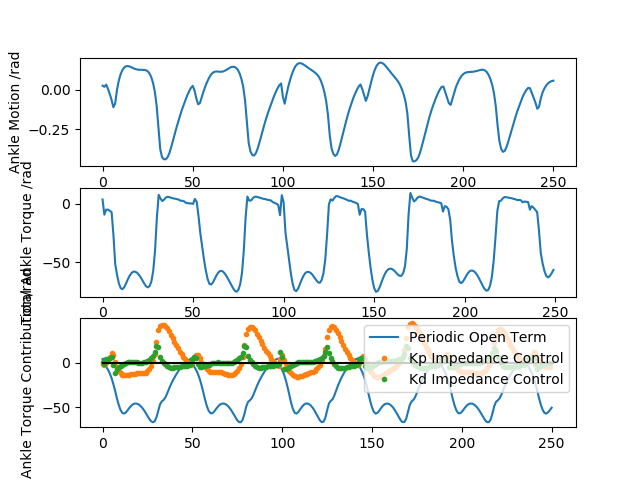 Ankle Motion /rad
0.00
−0.25
0 50 100 150 200 250
Ankle Torque /rad
0
−50
0 50 100 150 200 250
Ankle Torque Contribution
0
−50
Periodic Open Term
Kp Impedance Control
Kd Impedance Control
0 50 100 150 200 250